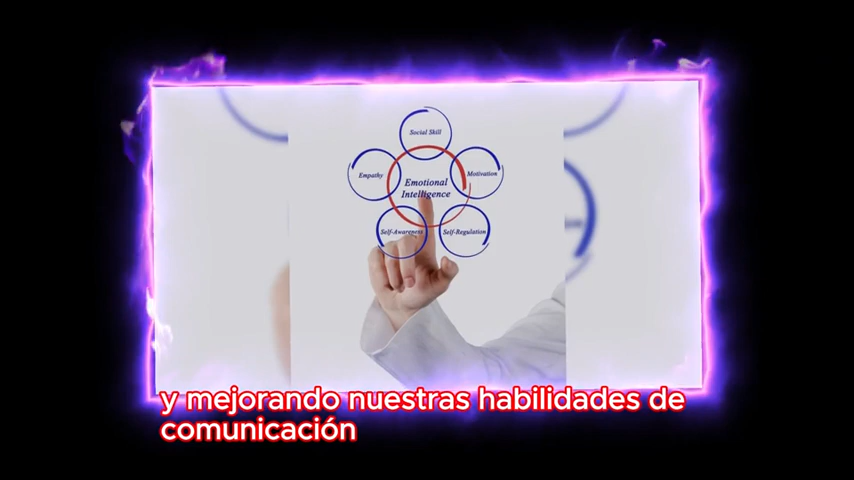 Social Skill
Empathy
Motivation
Emotional
Intelligence
Self-Awareness
Self-Regulation
y mejorando nuestras habilidades de
comunicación